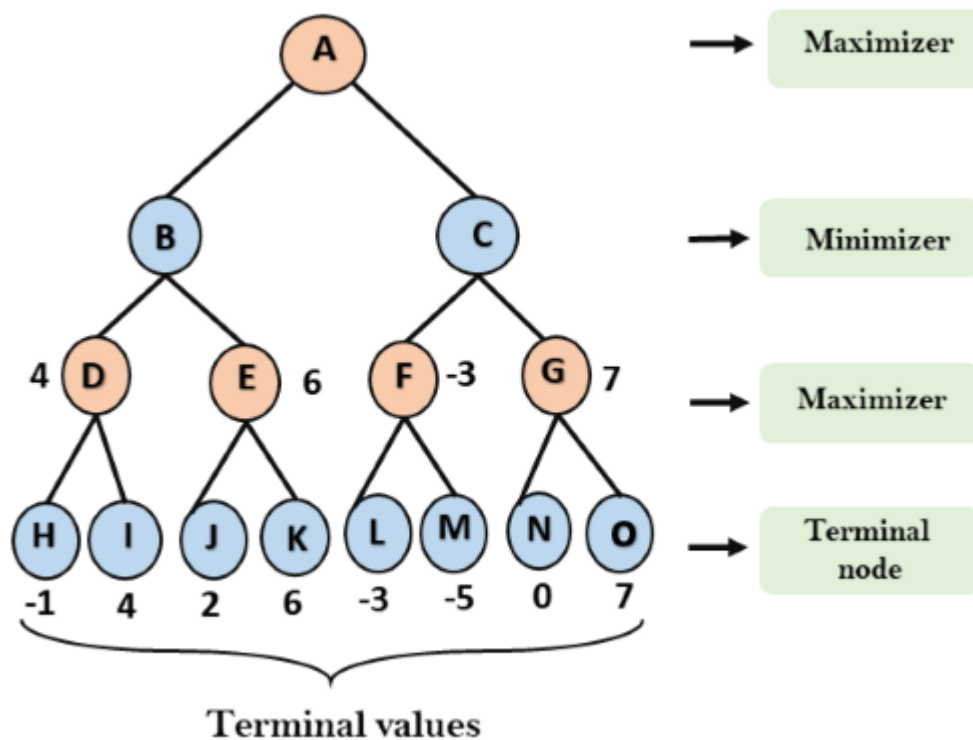 A
Maximizer
B
C
Minimizer
4 D
E 6
F -3
G 7
Maximizer
H I J K L M N O
Terminal
node
-1 4 2 6 -3 -5 0 7
Terminal values